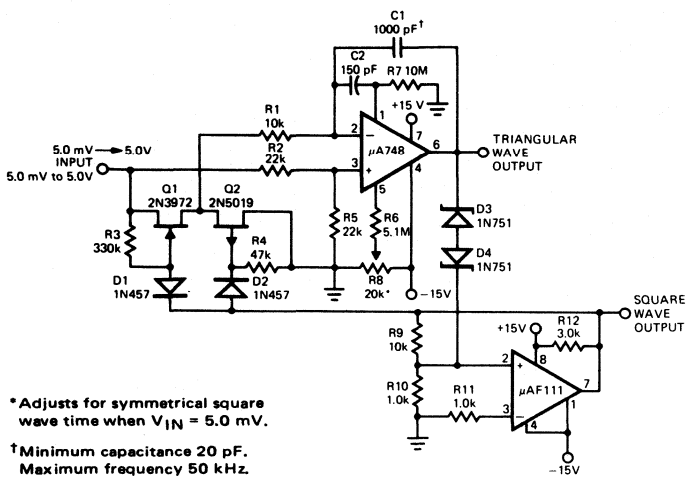 C1
1000 pF†
C2
150 pF
R7 10M
+15 V
R1
10k
1
2
−
7
TRIANGULAR
WAVE
OUTPUT
5.0 mV → 5.0V
INPUT
5.0 mV to 5.0V
R2
22k
μA748
6
3
+
4
5
Q1
2N3972
Q2
2N5019
R3
330k
R4
47k
R5
22k
R6
5.1M
D3
1N751
D4
1N751
D1
1N457
D2
1N457
R8
20k*
−15V
SQUARE
WAVE
OUTPUT
R9
10k
+15V
R12
3.0k
8
2
+
R10
1.0k
R11
1.0k
μAF111
7
3
−
1
4
−15V
*Adjusts for symmetrical square
wave time when VIN = 5.0 mV.
†Minimum capacitance 20 pF.
Maximum frequency 50 kHz.